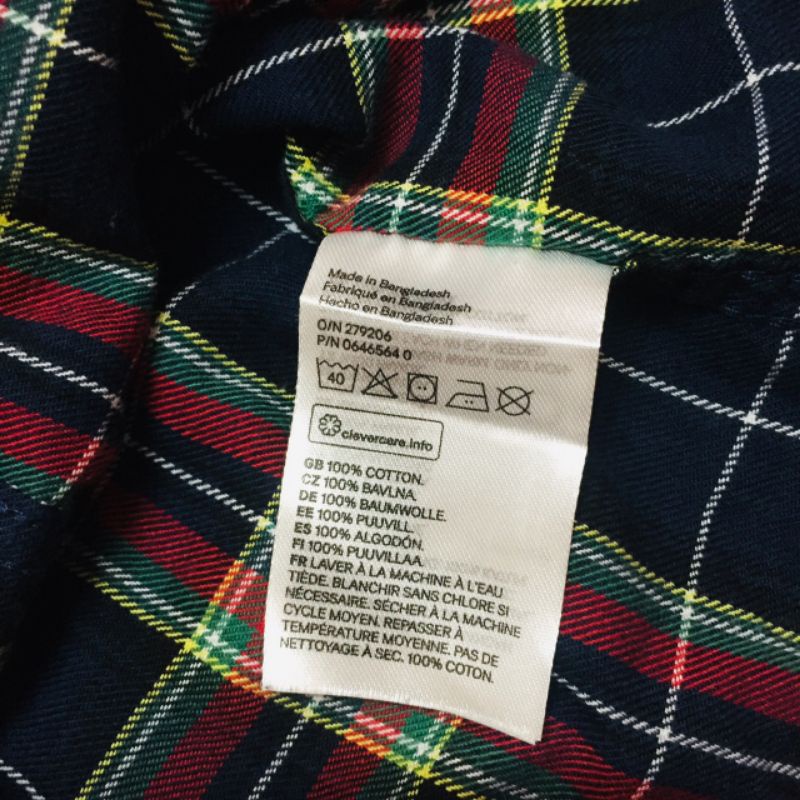 Made in Bangladesh
Fabriqué en Bangladesh
Hecho en Bangladesh
O/N 279206
P/N 0646564 0
40
clevercare.info
GB 100% COTTON.
CZ 100% BAVLNA.
DE 100% BAUMWOLLE.
EE 100% PUUVILL.
ES 100% ALGODÓN.
FI 100% PUUVILLAA.
FR LAVER À LA MACHINE À L'EAU
TIÈDE. BLANCHIR SANS CHLORE SI
NÉCESSAIRE. SÉCHER À LA MACHINE
CYCLE MOYEN. REPASSER À
TEMPÉRATURE MOYENNE. PAS DE
NETTOYAGE À SEC. 100% COTON.